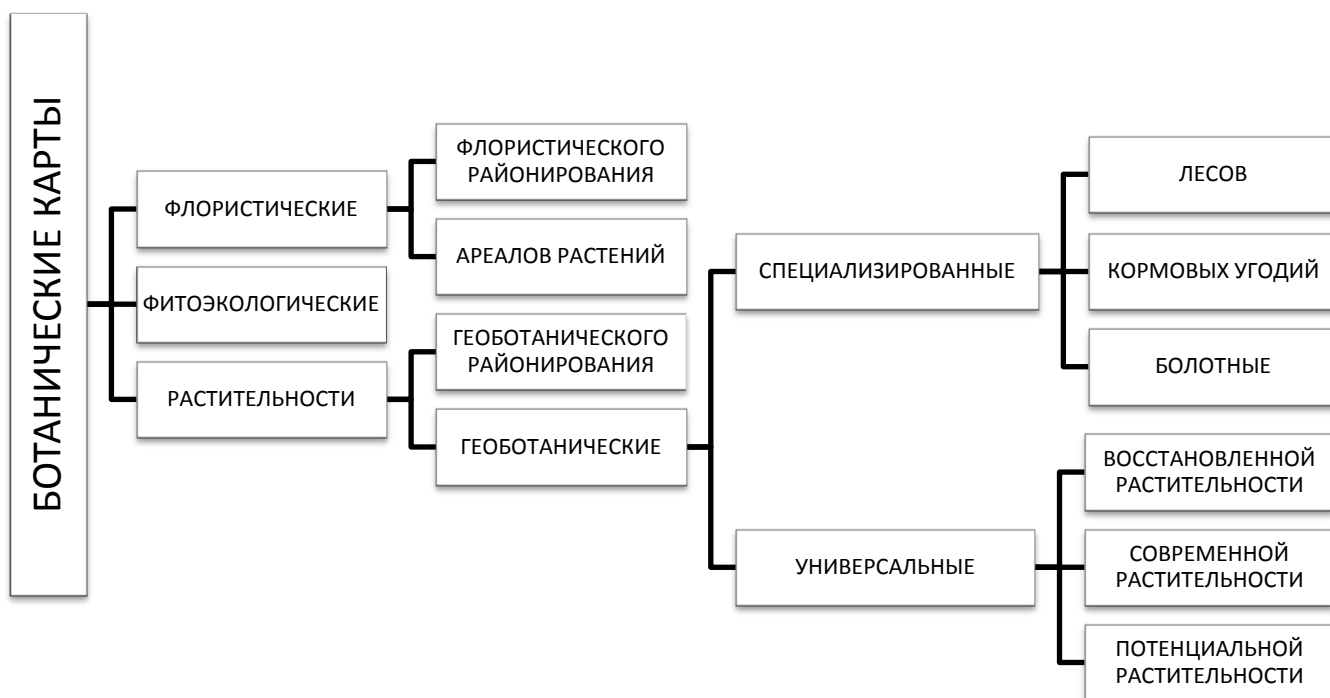 БОТАНИЧЕСКИЕ КАРТЫ
ФЛОРИСТИЧЕСКИЕ
ФИТОЭКОЛОГИЧЕСКИЕ
РАСТИТЕЛЬНОСТИ
ФЛОРИСТИЧЕСКОГО
РАЙОНИРОВАНИЯ
АРЕАЛОВ РАСТЕНИЙ
ГЕОБОТАНИЧЕСКОГО
РАЙОНИРОВАНИЯ
ГЕОБОТАНИЧЕСКИЕ
СПЕЦИАЛИЗИРОВАННЫЕ
УНИВЕРСАЛЬНЫЕ
ЛЕСОВ
КОРМОВЫХ УГОДИЙ
БОЛОТНЫЕ
ВОССТАНОВЛЕННОЙ
РАСТИТЕЛЬНОСТИ
СОВРЕМЕННОЙ
РАСТИТЕЛЬНОСТИ
ПОТЕНЦИАЛЬНОЙ
РАСТИТЕЛЬНОСТИ